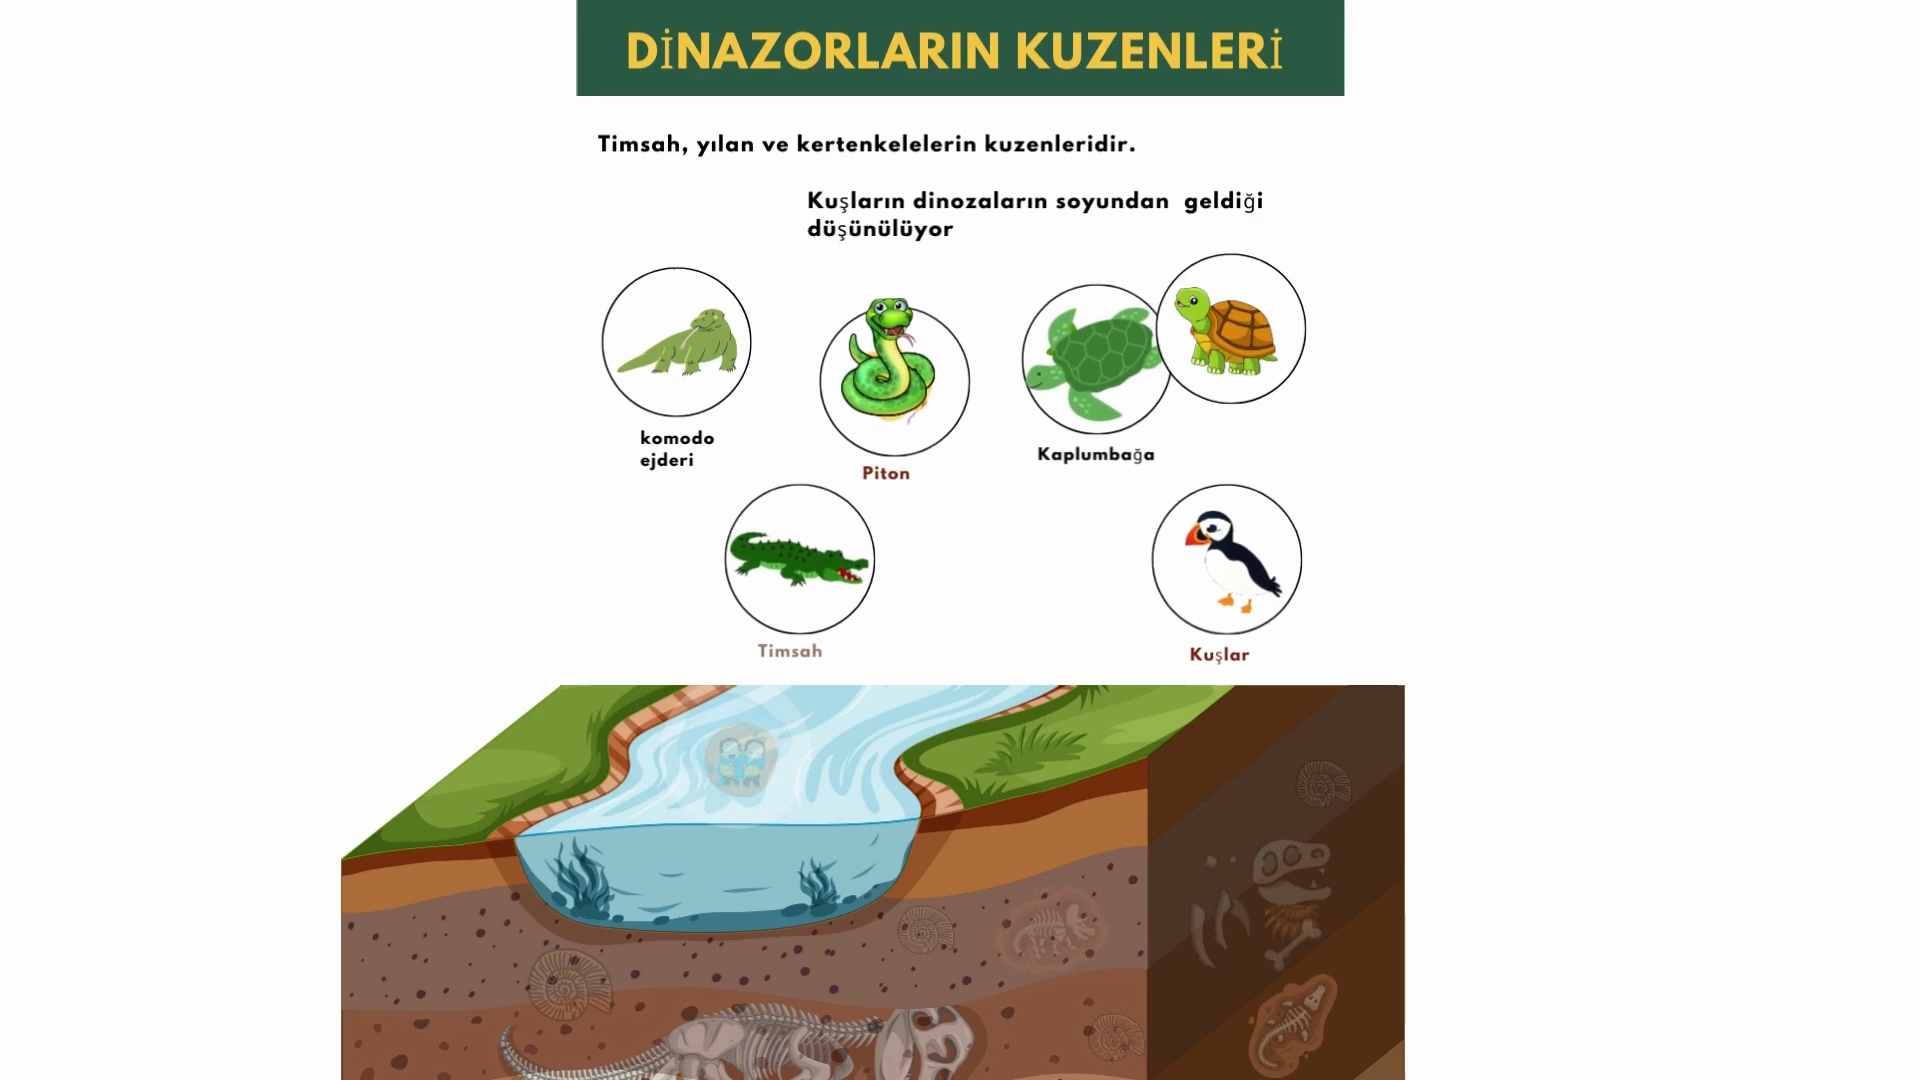 DİNAZORLARIN KUZENLERİ
Timsah, yılan ve kertenkelelerin kuzenleridir.
Kuşların dinozaların soyundan geldiği
düşünülüyor
komodo
ejderi
Piton
Kaplumbağa
Timsah
Kuşlar